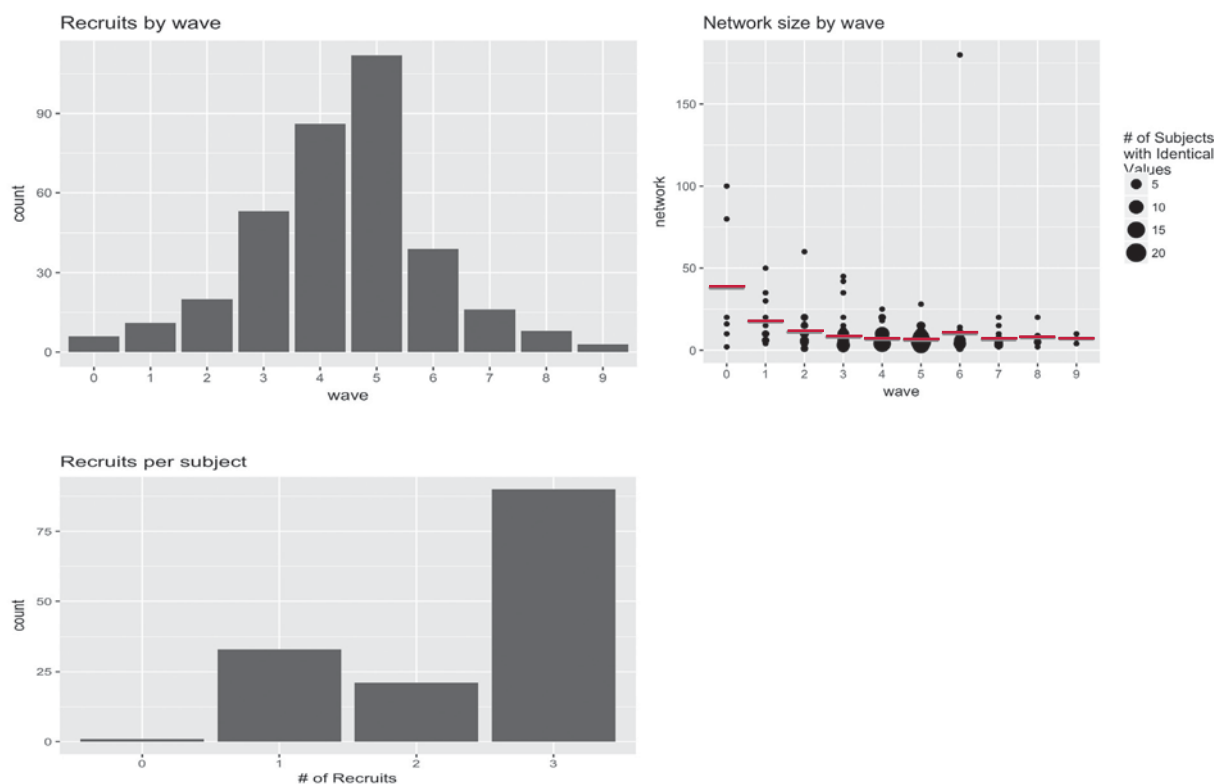 Recruits by wave
90
60
30
0
count
0 1 2 3 4 5 6 7 8 9
wave
Network size by wave
150
100
50
0
network
0 1 2 3 4 5 6 7 8 9
wave
# of Subjects
with Identical
Values
5
10
15
20
Recruits per subject
75
50
25
0
count
0 1 2 3
# of Recruits